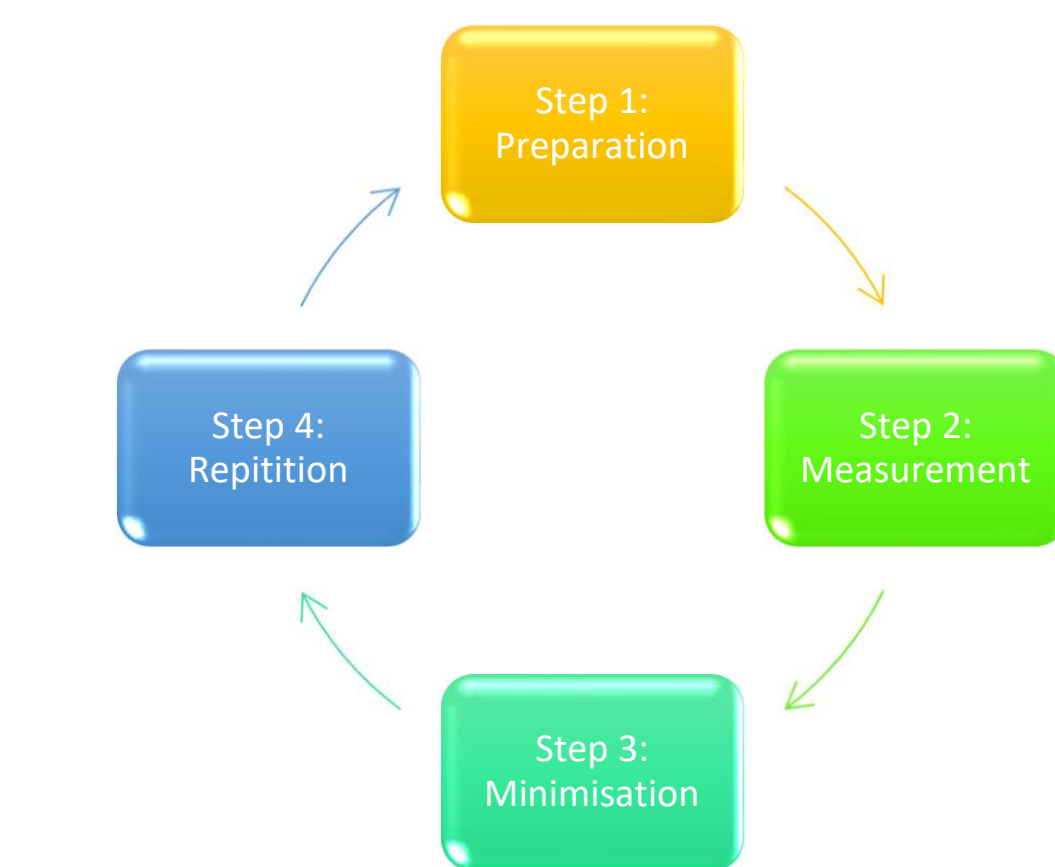 Step 1:
Preparation
Step 2:
Measurement
Step 3:
Minimisation
Step 4:
Repitition